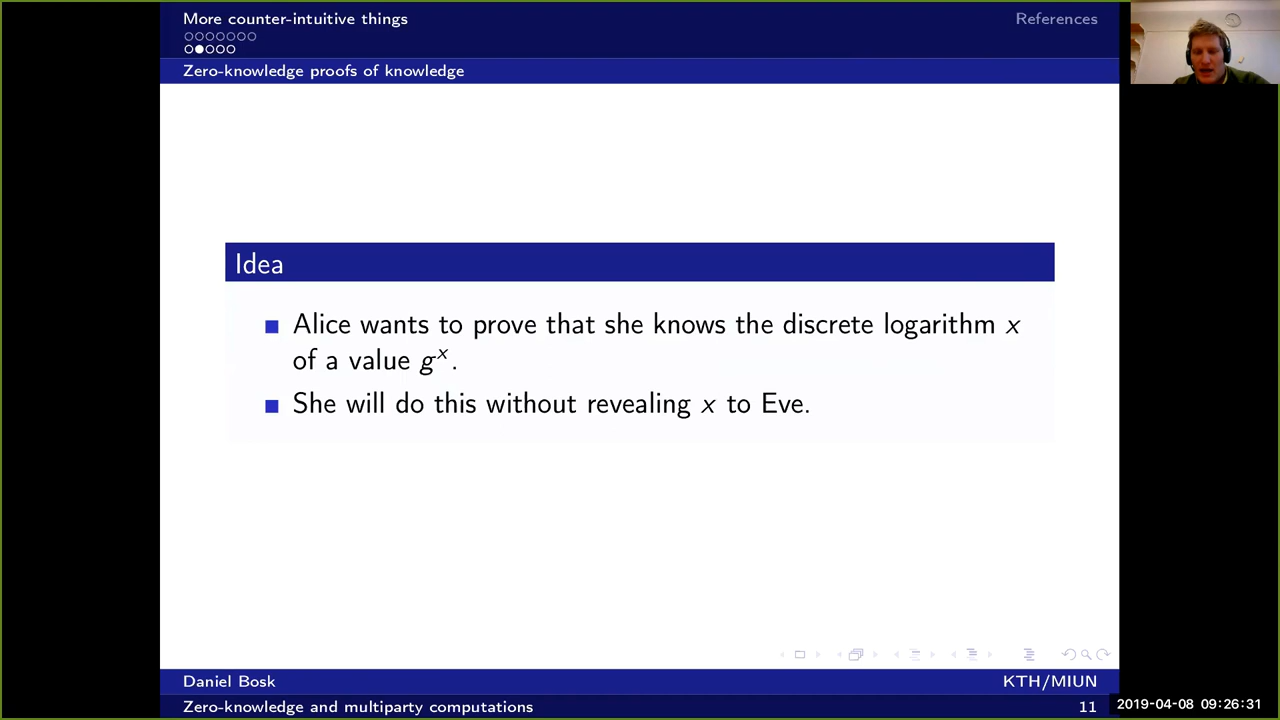 More counter-intuitive things
References
Zero-knowledge proofs of knowledge
Idea
Alice wants to prove that she knows the discrete logarithm x
of a value gˣ.
She will do this without revealing x to Eve.
Daniel Bosk
KTH/MIUN
Zero-knowledge and multiparty computations
11
2019-04-08 09:26:31